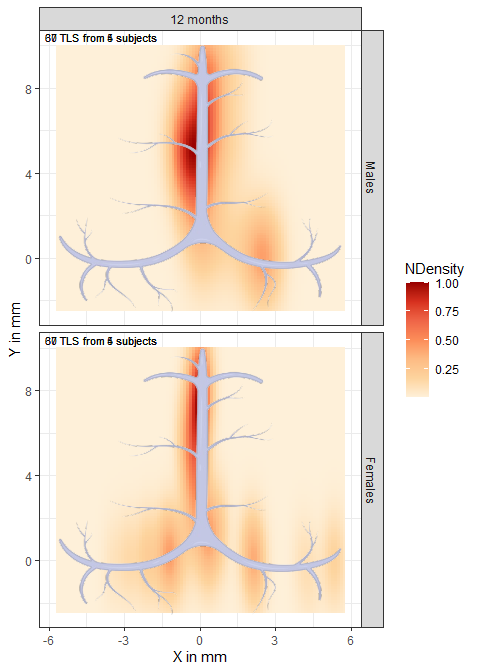 12 months
TLS from subjects
8
4
0
Males
TLS from subjects
8
4
0
Females
Y in mm
-6
-3
0
3
6
X in mm
NDensity
1.00
0.75
0.50
0.25